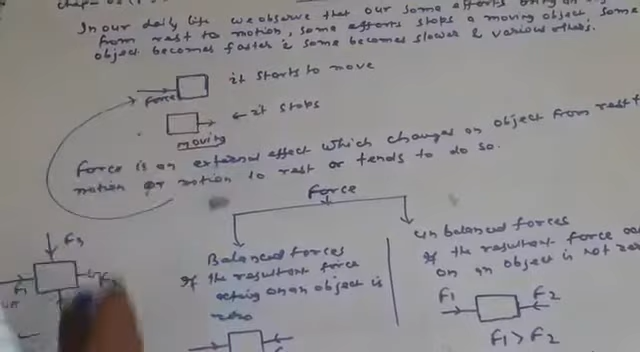 In our daily life we observe that our some efforts bring an
from rest to motion, some efforts stops a moving object, some
object becomes faster & some becomes slower & various others.
Force
it starts to move
← it stops
moving
Force is an external effect which changes an object from rest t
motion or motion to rest or tends to do so.
Force
Balanced forces
If the resultant force
acting on an object is
zero
Unbalanced forces
If the resultant force ac
on an object is not zero
F1 F2
F1 > F2
F3
F1